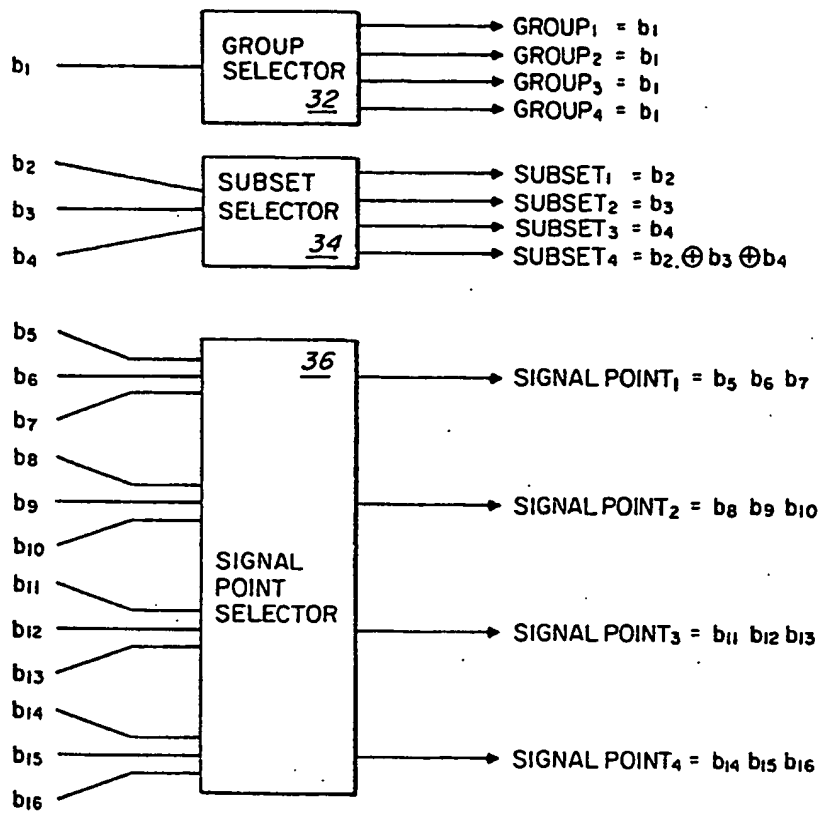 b₁
GROUP
SELECTOR
32
GROUP₁ = b₁
GROUP₂ = b₁
GROUP₃ = b₁
GROUP₄ = b₁
b₂
b₃
b₄
SUBSET
SELECTOR
34
SUBSET₁ = b₂
SUBSET₂ = b₃
SUBSET₃ = b₄
SUBSET₄ = b₂.⊕ b₃ ⊕b₄
b₅
b₆
b₇
b₈
b₉
b₁₀
b₁₁
b₁₂
b₁₃
b₁₄
b₁₅
b₁₆
36
SIGNAL
POINT
SELECTOR
SIGNAL POINT₁ = b₅ b₆ b₇
SIGNAL POINT₂ = b₈ b₉ b₁₀
SIGNAL POINT₃ = b₁₁ b₁₂ b₁₃
SIGNAL POINT₄ = b₁₄ b₁₅ b₁₆